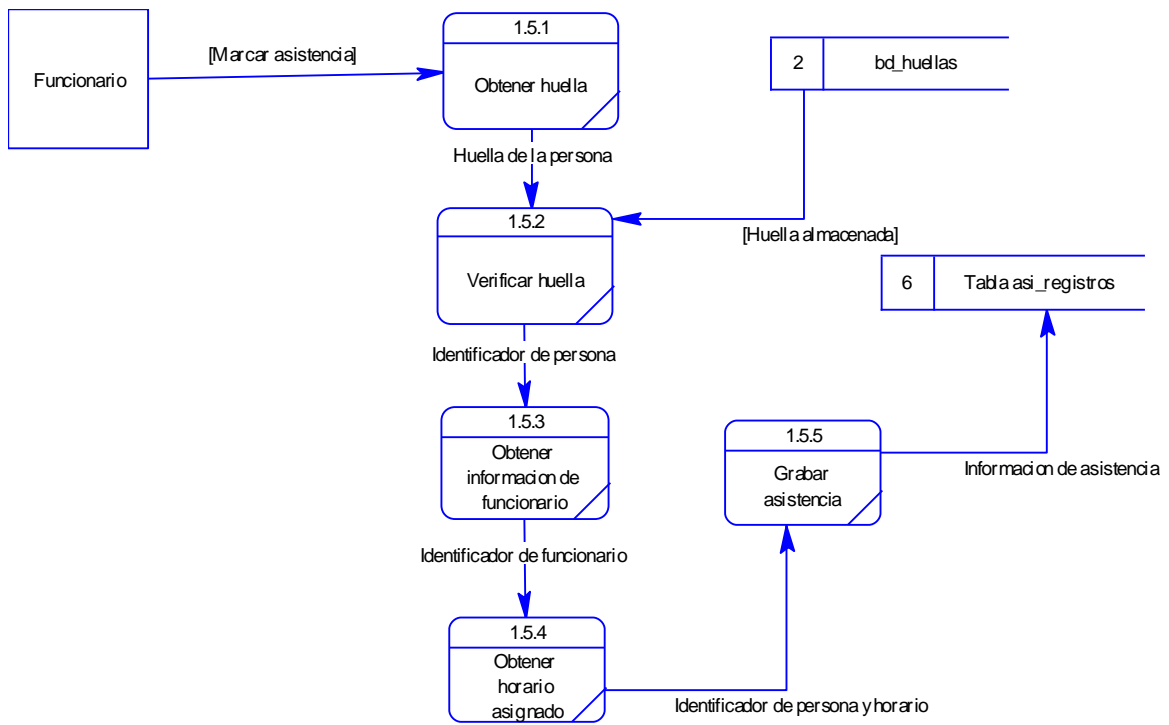 Funcionario
[Marcar asistencia]
1.5.1
Obtener huella
2
bd_huellas
Huella de la persona
1.5.2
Verificar huella
[Huella almacenada]
6
Tabla asi_registros
Identificador de persona
1.5.3
Obtener
informacion de
funcionario
1.5.5
Grabar
asistencia
Informacion de asistencia
Identificador de funcionario
1.5.4
Obtener
horario
asignado
Identificador de persona y horario